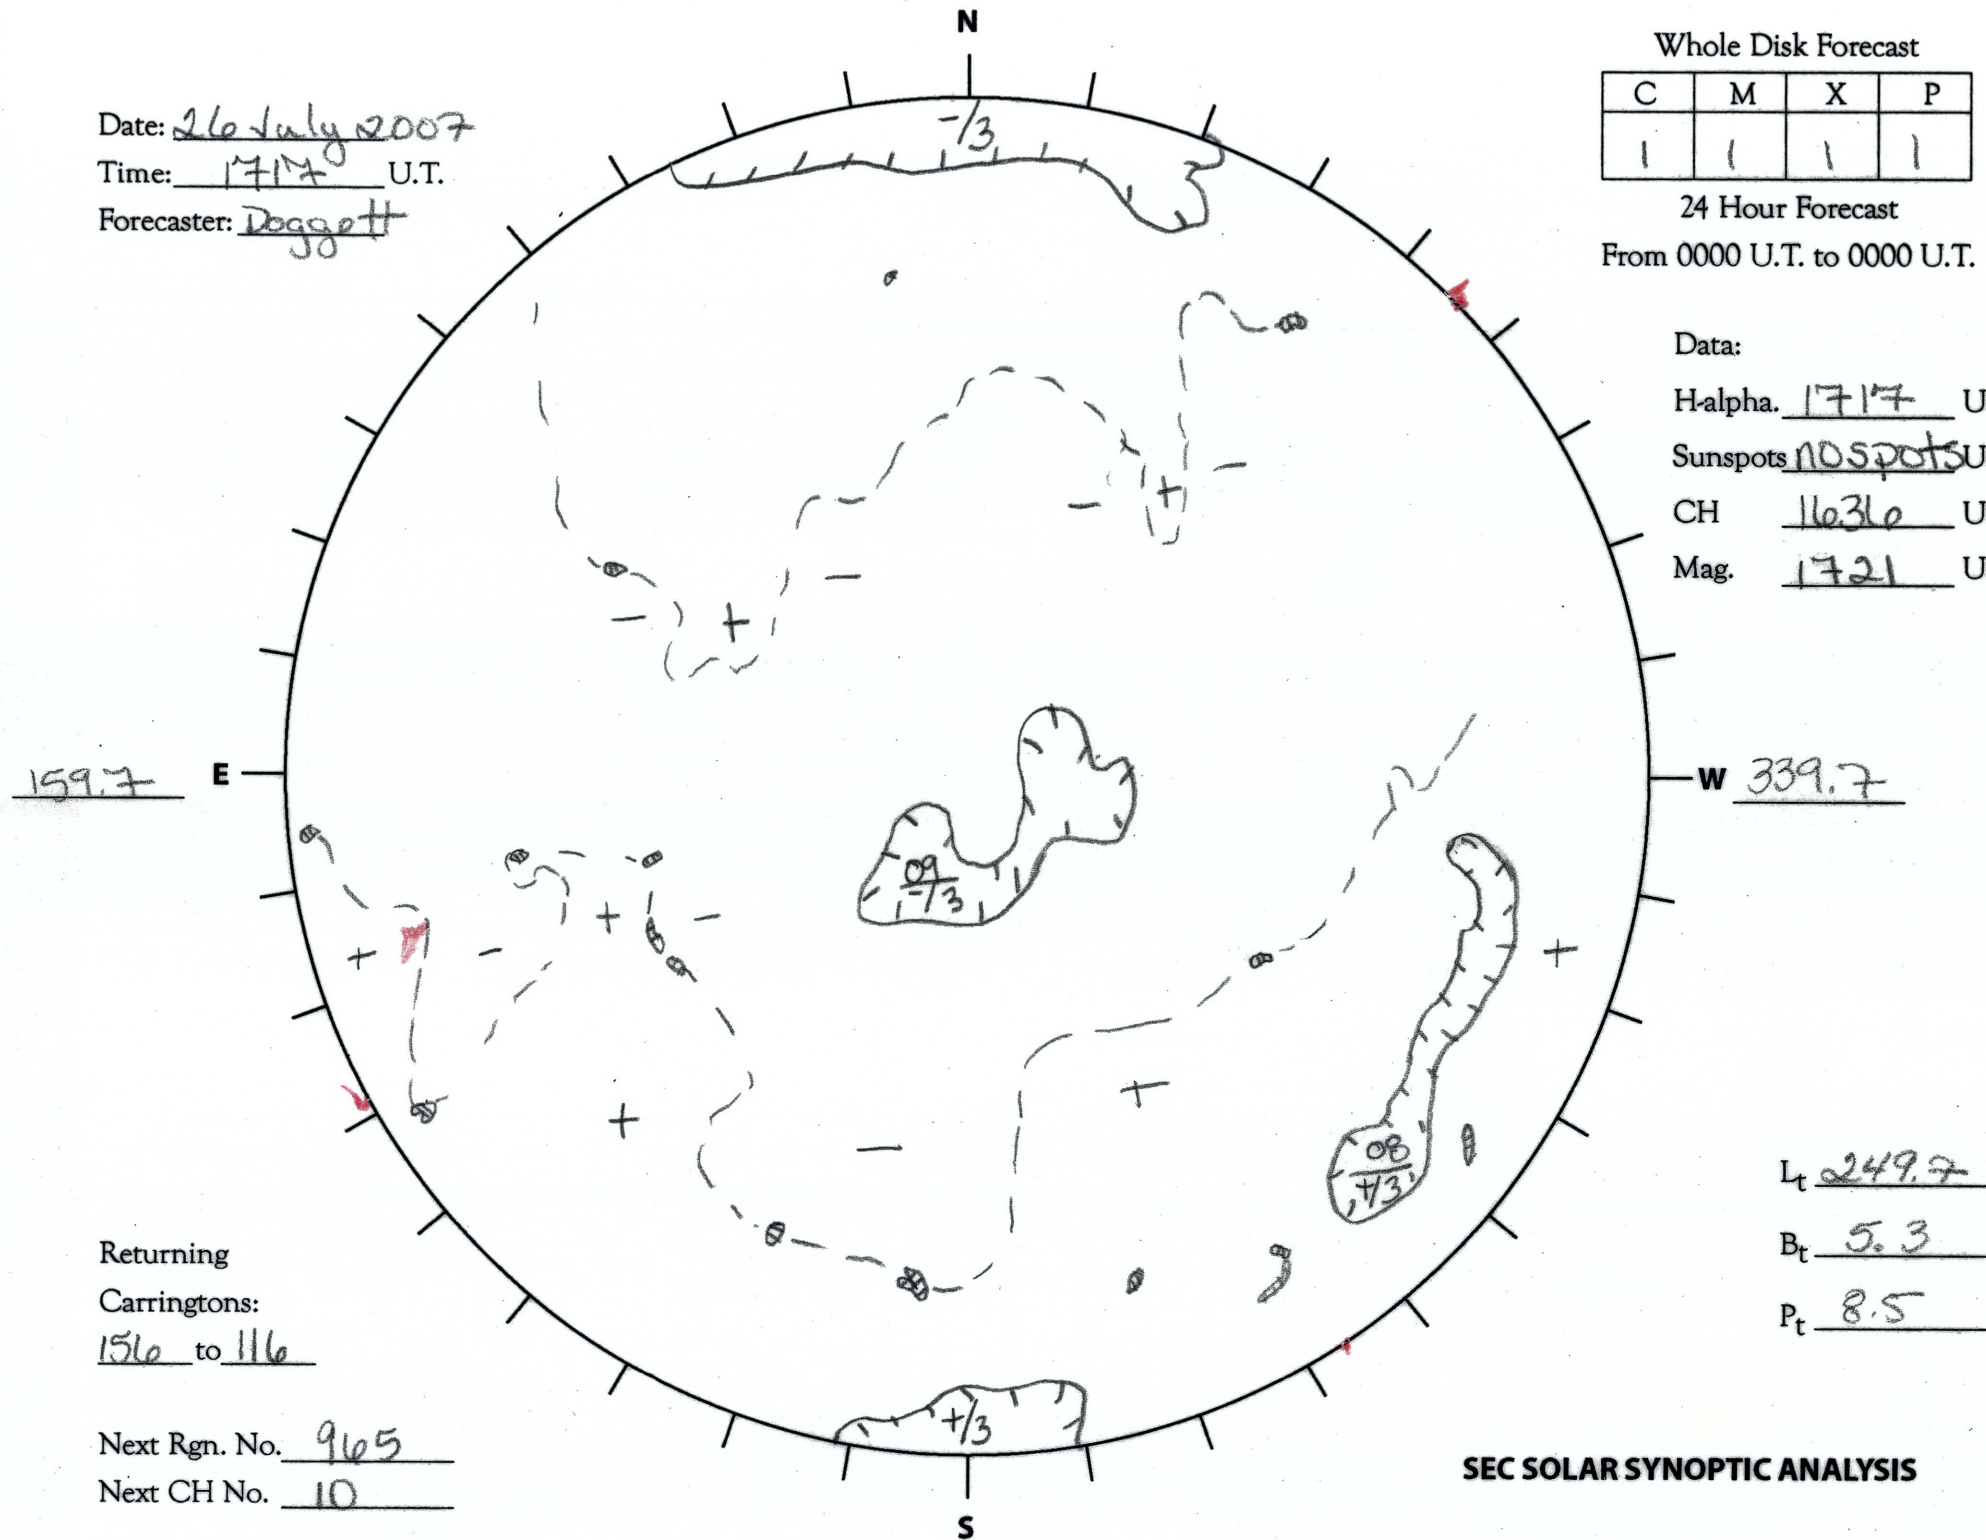 N
Whole Disk Forecast
C M X P
1 1 1 1
24 Hour Forecast
From 0000 U.T. to 0000 U.T.
Date: 26 July 2007
Time: 1717 U.T.
Forecaster: Doggett
-/3
Data:
H-alpha. 1717 U
Sunspots no spots U
CH 1636 U
Mag. 1721 U
- + -
- + -
159.7 E
W 339.7
09
-/3
+ - + - +
+ - +
08
+/3
Lt 249.7
Bt 5.3
Pt 8.5
Returning
Carringtons:
156 to 116
+/3
Next Rgn. No. 965
Next CH No. 10
SEC SOLAR SYNOPTIC ANALYSIS
S